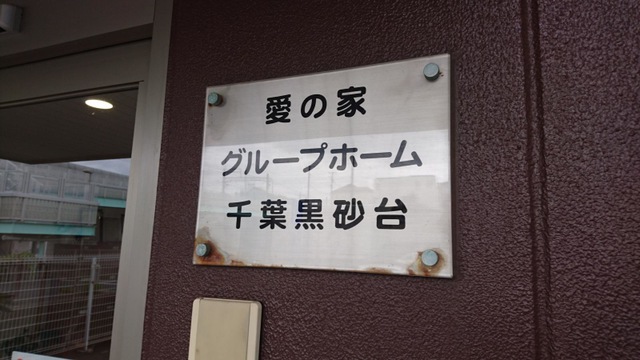 愛の家
グループホーム
千葉黒砂台